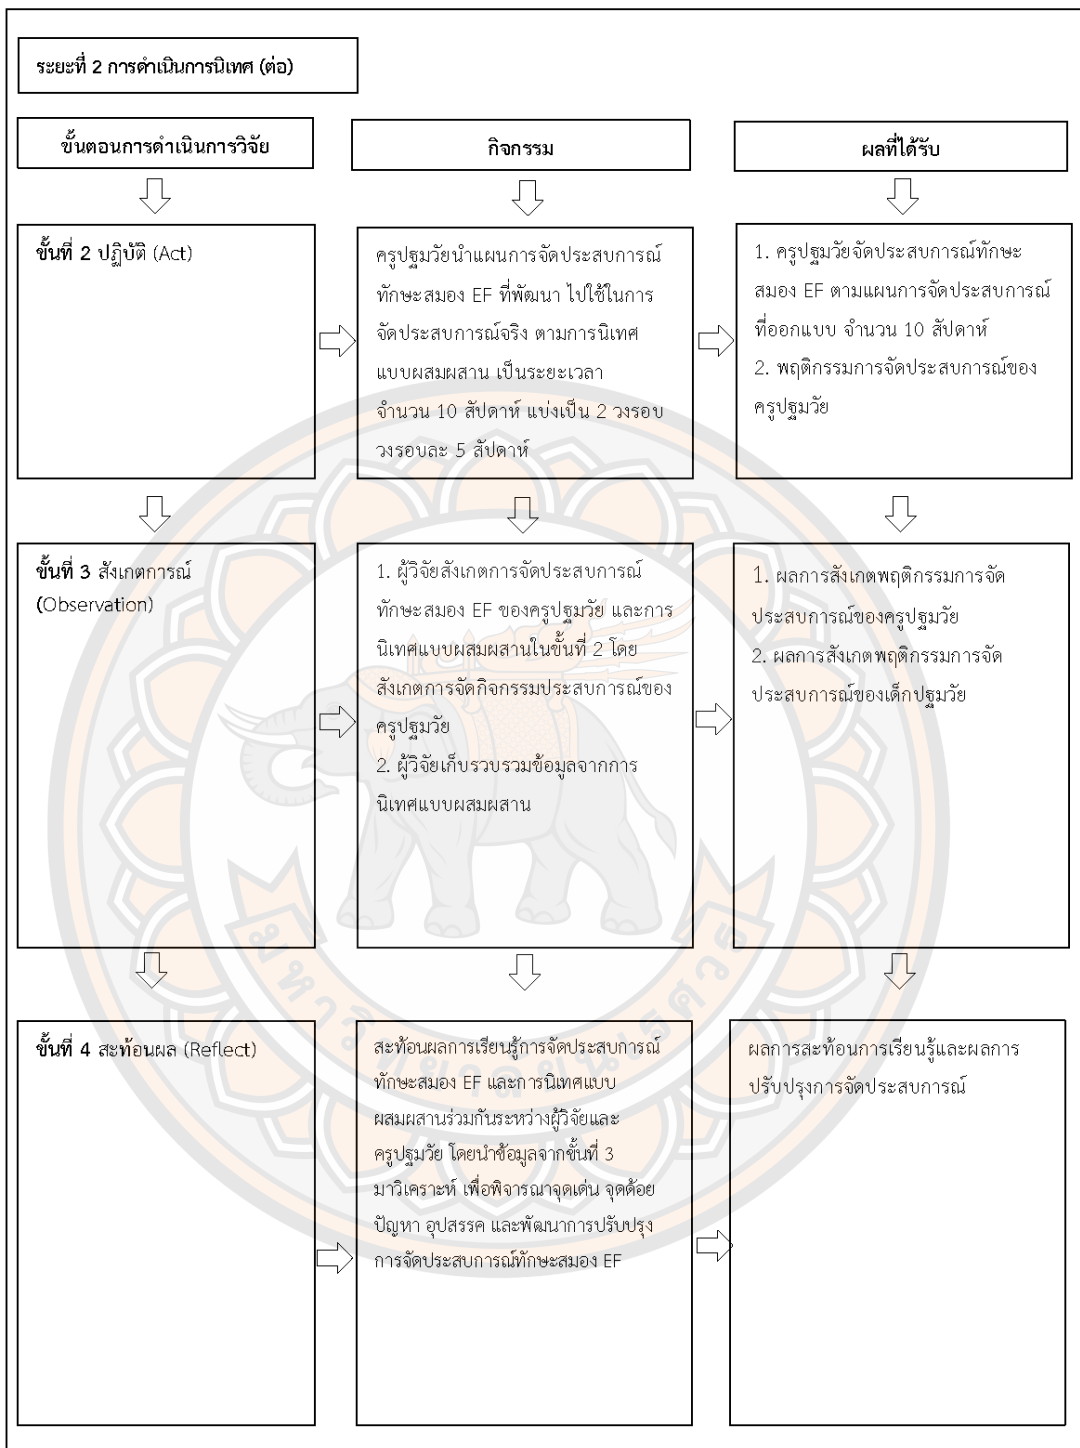 ระยะที่ 2 การดำเนินการนิเทศ (ต่อ)
ขั้นตอนการดำเนินการวิจัย
กิจกรรม
ผลที่ได้รับ
ขั้นที่ 2 ปฏิบัติ (Act)
ครูปฐมวัยนำแผนการจัดประสบการณ์
ทักษะสมอง EF ที่พัฒนา ไปใช้ในการ
จัดประสบการณ์จริง ตามการนิเทศ
แบบผสมผสาน เป็นระยะเวลา
จำนวน 10 สัปดาห์ แบ่งเป็น 2 วงรอบ
วงรอบละ 5 สัปดาห์
1. ครูปฐมวัยจัดประสบการณ์ทักษะ
สมอง EF ตามแผนการจัดประสบการณ์
ที่ออกแบบ จำนวน 10 สัปดาห์
2. พฤติกรรมการจัดประสบการณ์ของ
ครูปฐมวัย
ขั้นที่ 3 สังเกตการณ์
(Observation)
1. ผู้วิจัยสังเกตการจัดประสบการณ์
ทักษะสมอง EF ของครูปฐมวัย และการ
นิเทศแบบผสมผสานในขั้นที่ 2 โดย
สังเกตการจัดกิจกรรมประสบการณ์ของ
ครูปฐมวัย
2. ผู้วิจัยเก็บรวบรวมข้อมูลจากการ
นิเทศแบบผสมผสาน
1. ผลการสังเกตพฤติกรรมการจัด
ประสบการณ์ของครูปฐมวัย
2. ผลการสังเกตพฤติกรรมการจัด
ประสบการณ์ของเด็กปฐมวัย
ขั้นที่ 4 สะท้อนผล (Reflect)
สะท้อนผลการเรียนรู้การจัดประสบการณ์
ทักษะสมอง EF และการนิเทศแบบ
ผสมผสานร่วมกันระหว่างผู้วิจัยและ
ครูปฐมวัย โดยนำข้อมูลจากขั้นที่ 3
มาวิเคราะห์ เพื่อพิจารณาจุดเด่น จุดด้อย
ปัญหา อุปสรรค และพัฒนาการปรับปรุง
การจัดประสบการณ์ทักษะสมอง EF
ผลการสะท้อนการเรียนรู้และผลการ
ปรับปรุงการจัดประสบการณ์
มหาวิทยาลัยนเรศวร